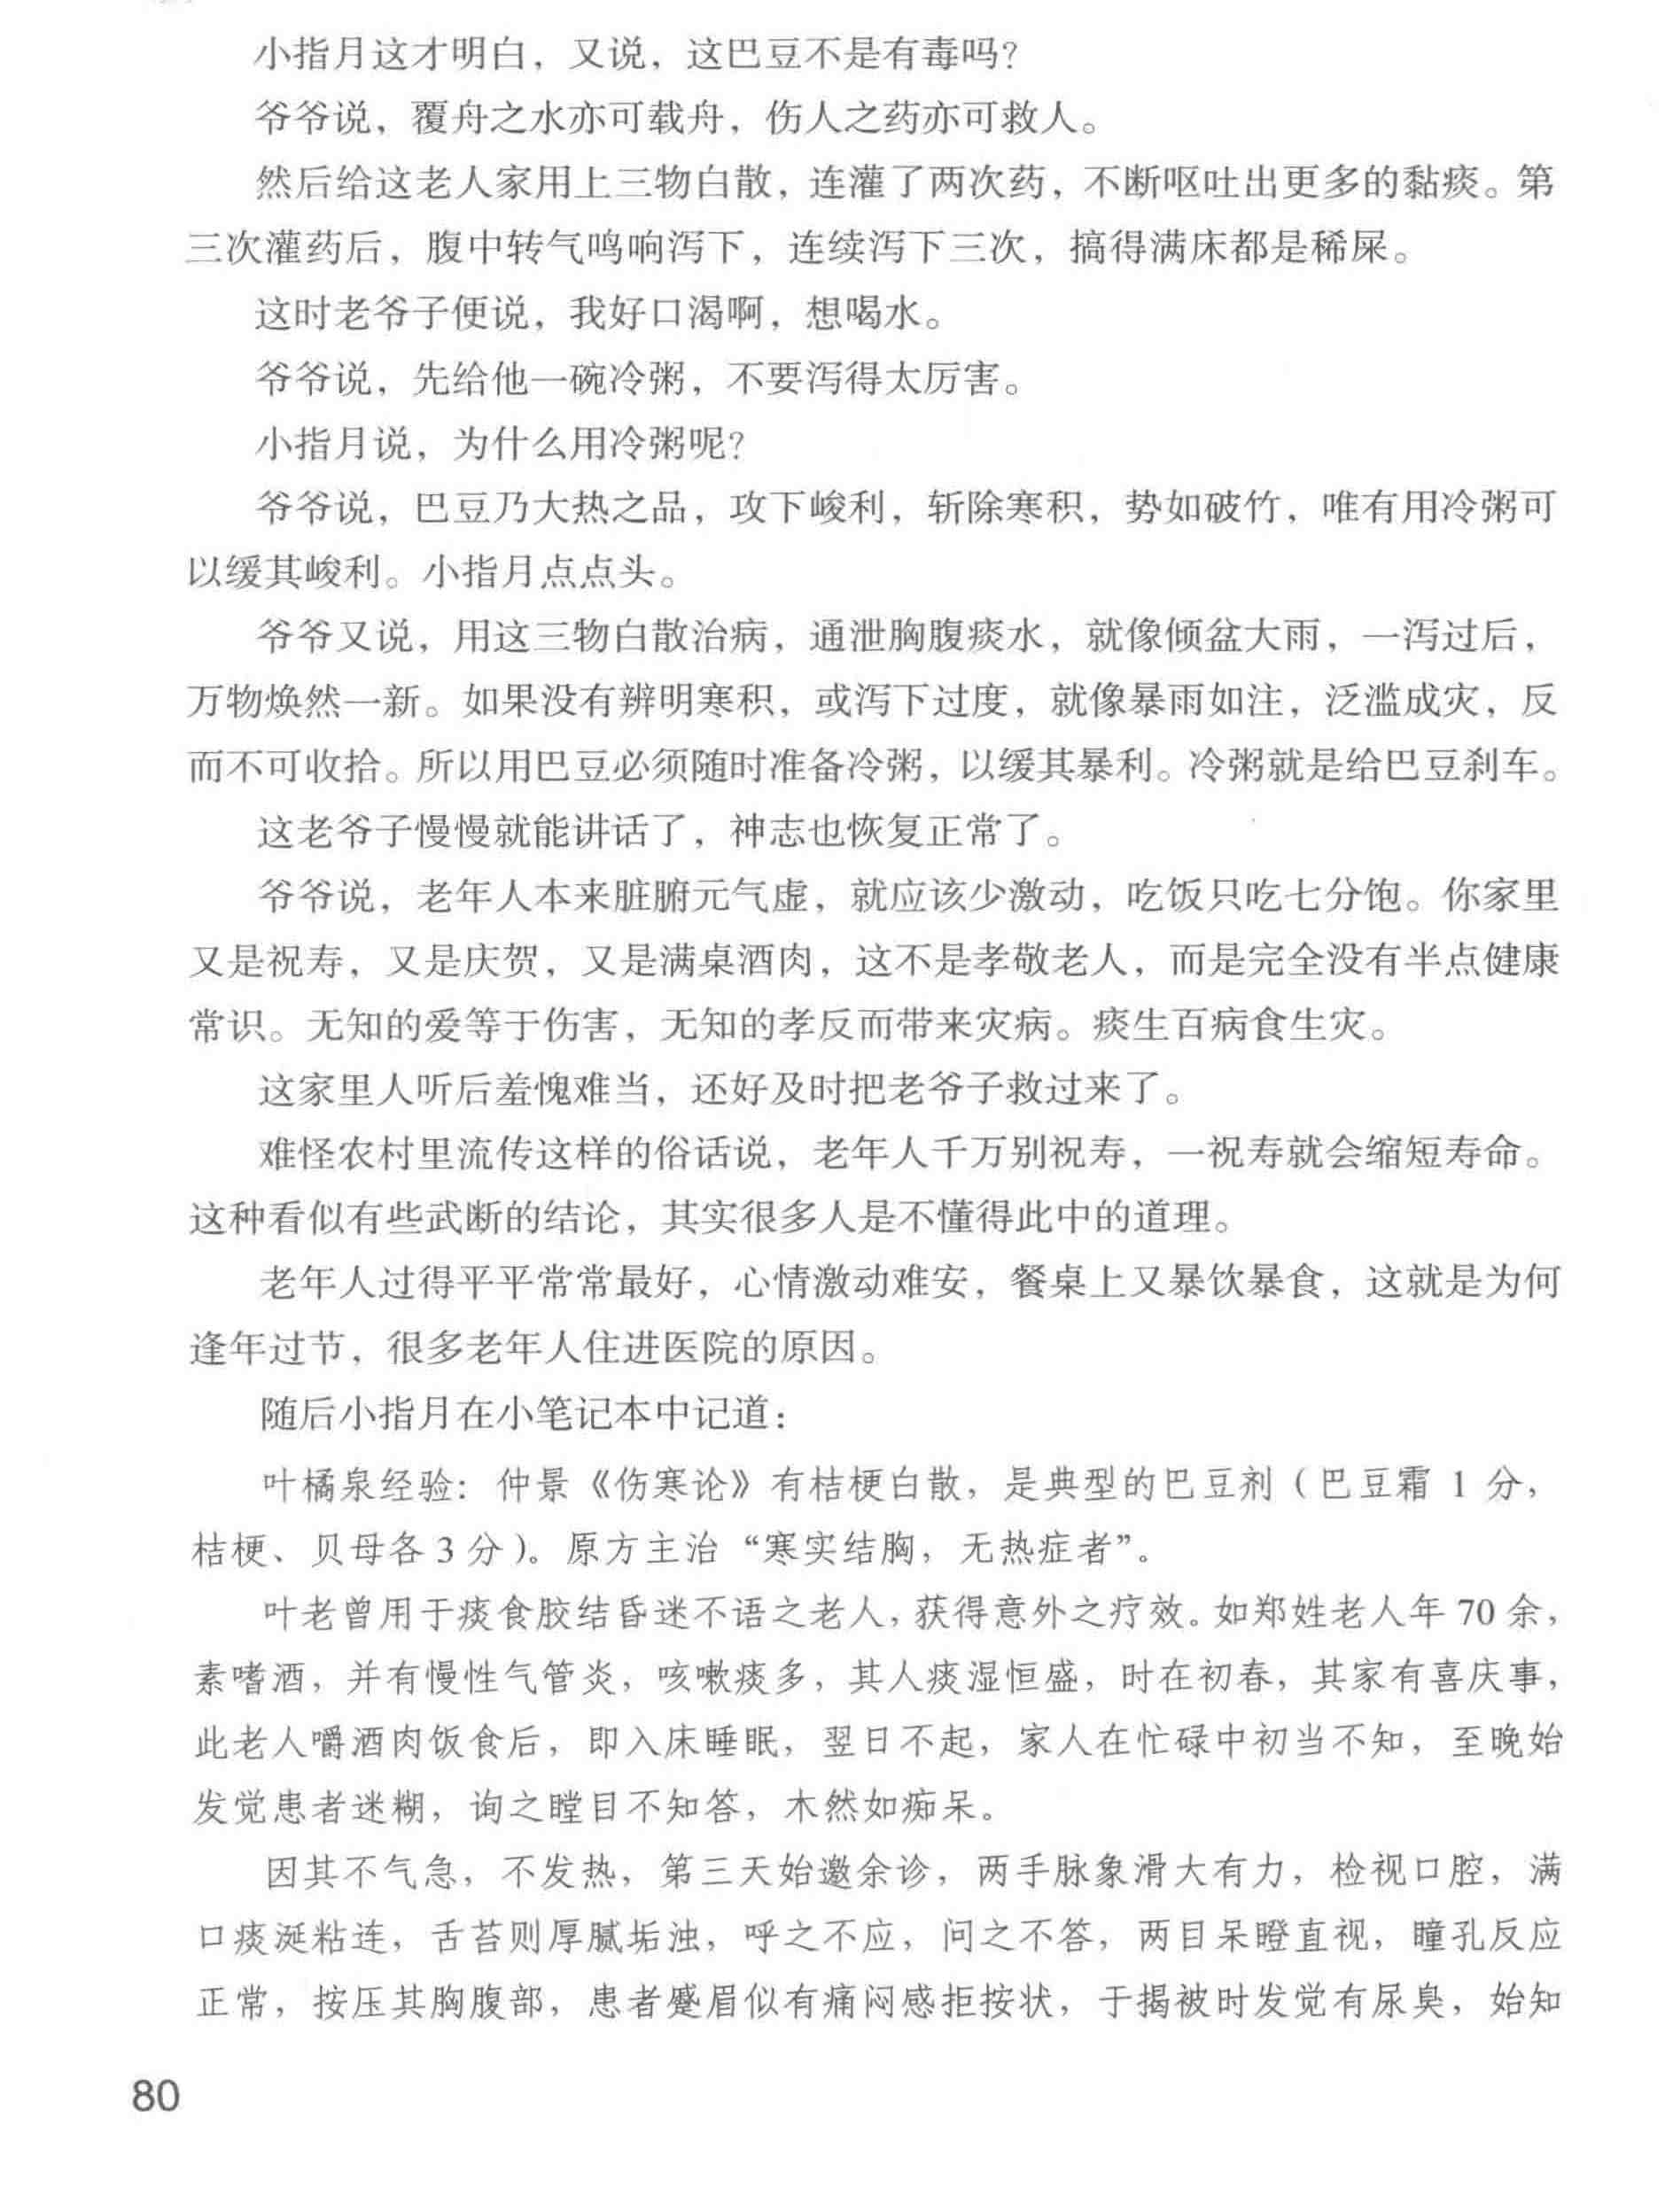 小指月这才明白，又说，这巴豆不是有毒吗？
爷爷说，覆舟之水亦可载舟，伤人之药亦可救人。
然后给这老人家用上三物白散，连灌了两次药，不断呕吐出更多的黏痰。第
三次灌药后，腹中转气鸣响泻下，连续泻下三次，搞得满床都是稀屎。
这时老爷子便说，我好口渴啊，想喝水。
爷爷说，先给他一碗冷粥，不要泻得太厉害。
小指月说，为什么用冷粥呢？
爷爷说，巴豆乃大热之品，攻下峻利，斩除寒积，势如破竹，唯有用冷粥可
以缓其峻利。小指月点点头。
爷爷又说，用这三物白散治病，通泄胸腹痰水，就像倾盆大雨，一泻过后，
万物焕然一新。如果没有辨明寒积，或泻下过度，就像暴雨如注，泛滥成灾，反
而不可收拾。所以用巴豆必须随时准备冷粥，以缓其暴利。冷粥就是给巴豆刹车。
这老爷子慢慢就能讲话了，神志也恢复正常了。
爷爷说，老年人本来脏腑元气虚，就应该少激动，吃饭只吃七分饱。你家里
又是祝寿，又是庆贺，又是满桌酒肉，这不是孝敬老人，而是完全没有半点健康
常识。无知的爱等于伤害，无知的孝反而带来灾病。痰生百病食生灾。
这家里人听后羞愧难当，还好及时把老爷子救过来了。
难怪农村里流传这样的俗话说，老年人千万别祝寿，一祝寿就会缩短寿命。
这种看似有些武断的结论，其实很多人是不懂得此中的道理。
老年人过得平平常常最好，心情激动难安，餐桌上又暴饮暴食，这就是为何
逢年过节，很多老年人住进医院的原因。
随后小指月在小笔记本中记道：
叶橘泉经验：仲景《伤寒论》有桔梗白散，是典型的巴豆剂（巴豆霜 1 分，
桔梗、贝母各 3 分）。原方主治“寒实结胸，无热症者”。
叶老曾用于痰食胶结昏迷不语之老人，获得意外之疗效。如郑姓老人年 70 余，
素嗜酒，并有慢性气管炎，咳嗽痰多，其人痰湿恒盛，时在初春，其家有喜庆事，
此老人嚼酒肉饭食后，即入床睡眠，翌日不起，家人在忙碌中初当不知，至晚始
发觉患者迷糊，询之瞠目不知答，木然如痴呆。
因其不气急，不发热，第三天始邀余诊，两手脉象滑大有力，检视口腔，满
口痰涎粘连，舌苔则厚腻垢浊，呼之不应，问之不答，两目呆瞪直视，瞳孔反应
正常，按压其胸腹部，患者蹙眉似有痛闷感拒按状，于揭被时发觉有尿臭，始知
80